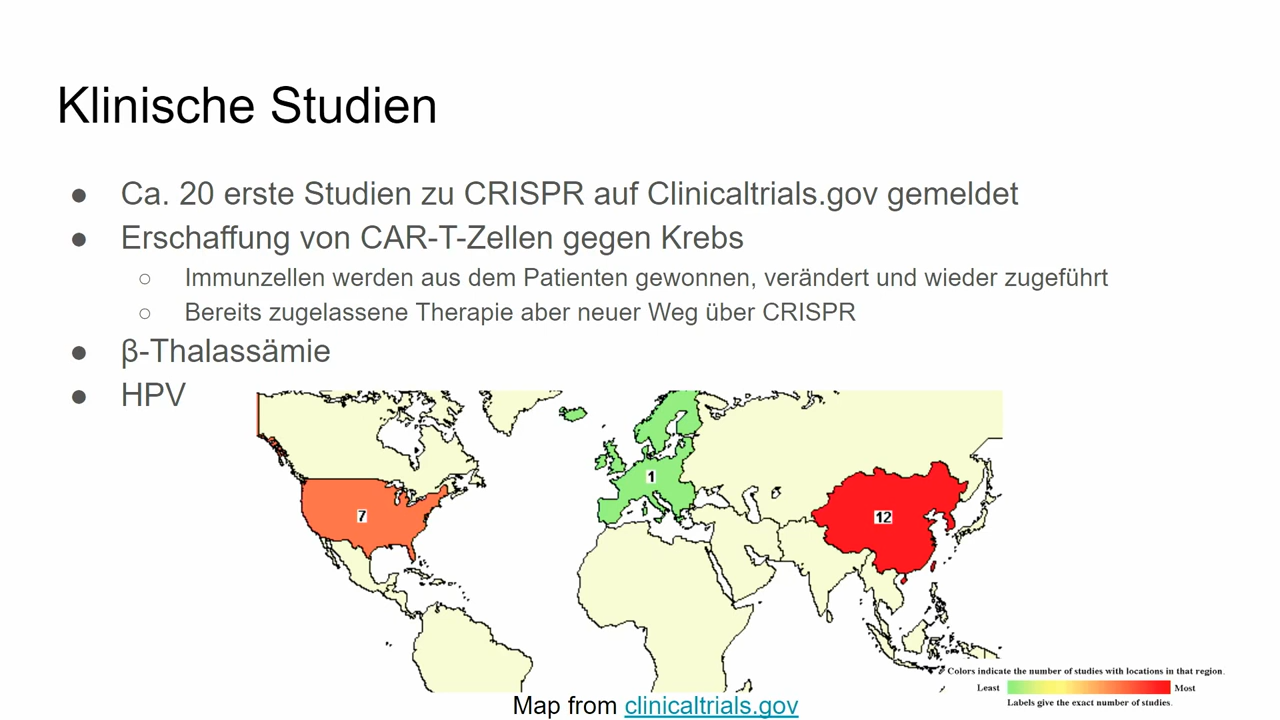 Klinische Studien
● Ca. 20 erste Studien zu CRISPR auf Clinicaltrials.gov gemeldet
● Erschaffung von CAR-T-Zellen gegen Krebs
○ Immunzellen werden aus dem Patienten gewonnen, verändert und wieder zugeführt
○ Bereits zugelassene Therapie aber neuer Weg über CRISPR
● β-Thalassämie
● HPV
1
7
12
Colors indicate the number of studies with locations in that region.
Least Most
Labels give the exact number of studies.
Map from clinicaltrials.gov